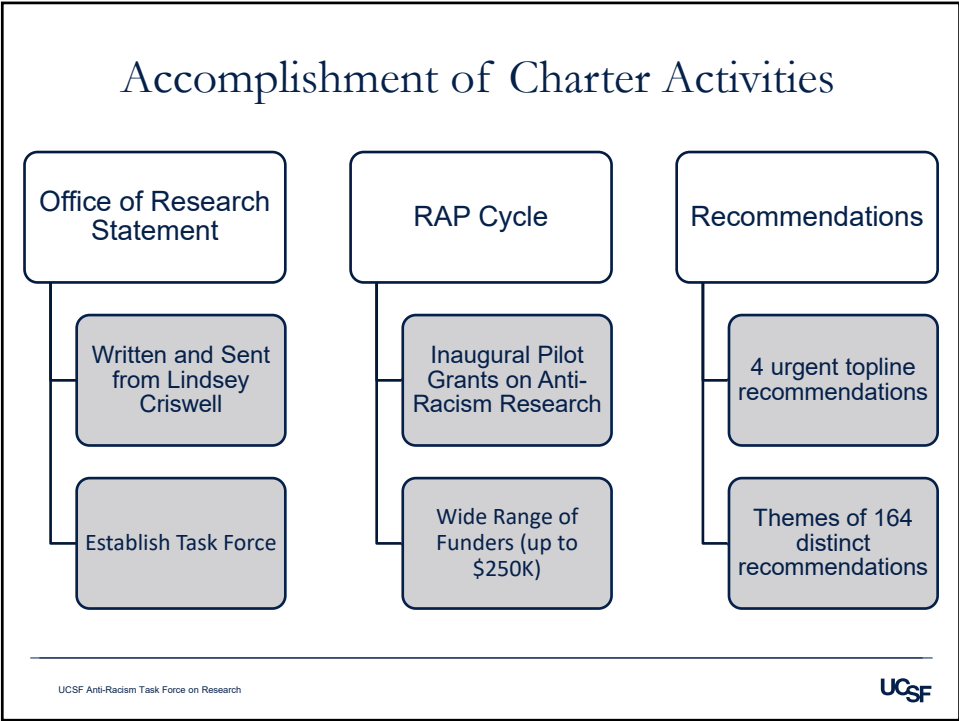 Accomplishment of Charter Activities
Office of Research
Statement
Written and Sent
from Lindsey
Criswell
Establish Task Force
RAP Cycle
Inaugural Pilot
Grants on Anti-
Racism Research
Wide Range of
Funders (up to
$250K)
Recommendations
4 urgent topline
recommendations
Themes of 164
distinct
recommendations
UCSF Anti-Racism Task Force on Research
UCSF